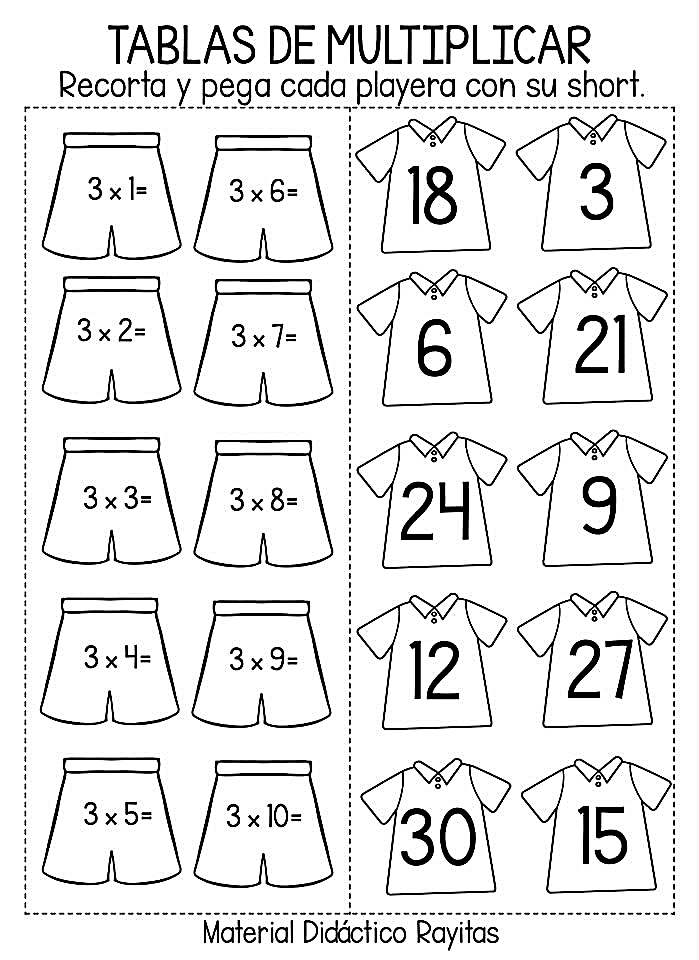 TABLAS DE MULTIPLICAR
Recorta y pega cada playera con su short.
3 x 1= 3 x 6= 18 3
3 x 2= 3 x 7= 6 21
3 x 3= 3 x 8= 24 9
3 x 4= 3 x 9= 12 27
3 x 5= 3 x 10= 30 15
Material Didáctico Rayitas